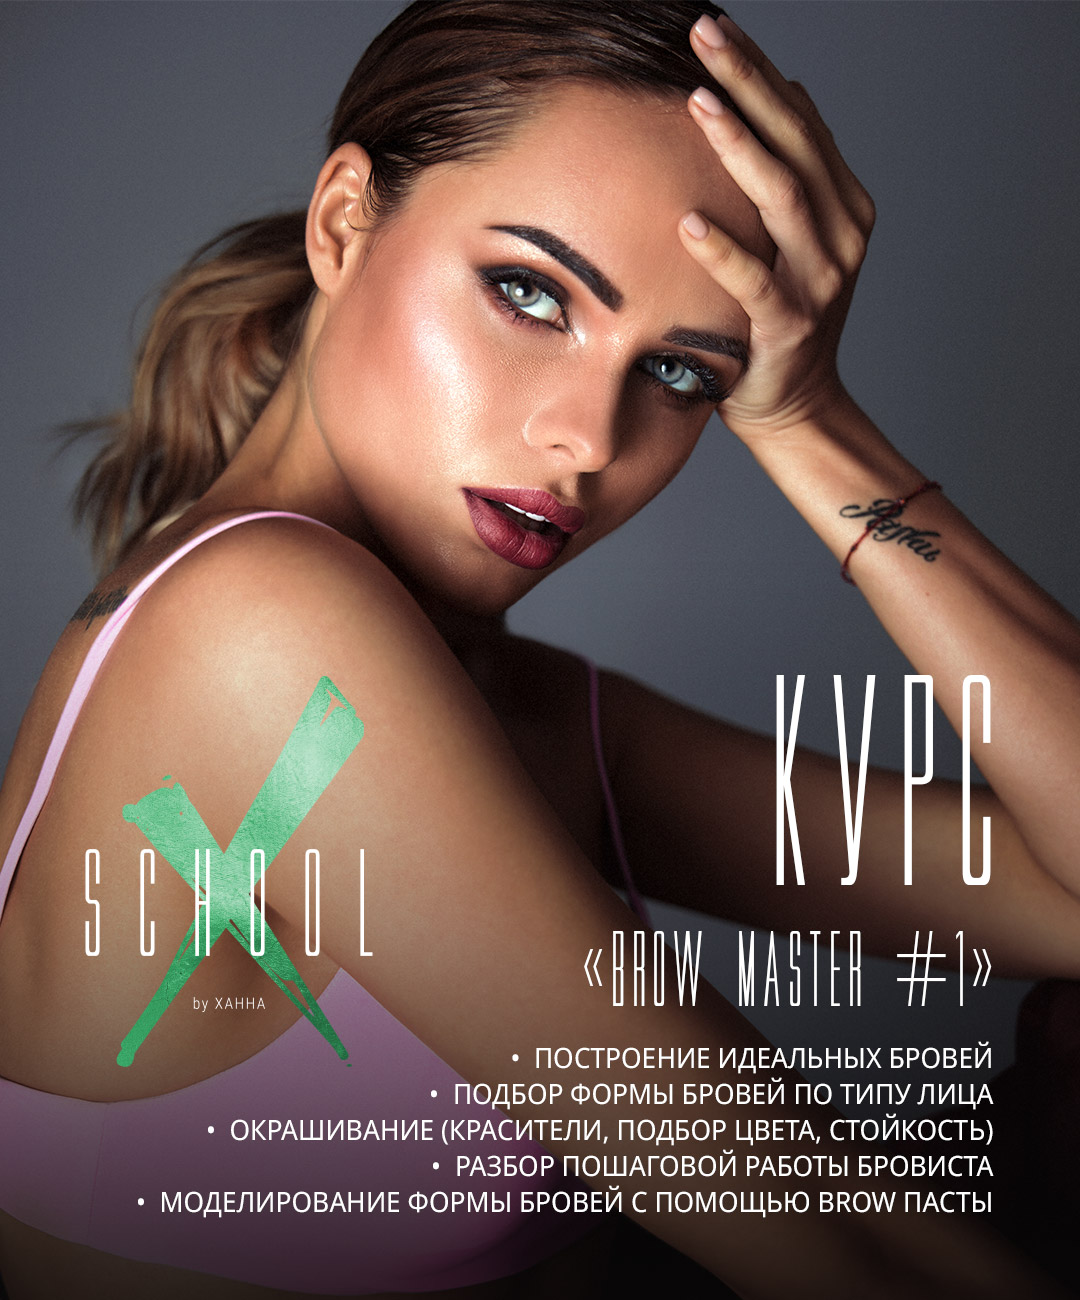 КУРС
SCHOOL
by ХАННА
«BROW MASTER #1»
• ПОСТРОЕНИЕ ИДЕАЛЬНЫХ БРОВЕЙ
• ПОДБОР ФОРМЫ БРОВЕЙ ПО ТИПУ ЛИЦА
• ОКРАШИВАНИЕ (КРАСИТЕЛИ, ПОДБОР ЦВЕТА, СТОЙКОСТЬ)
• РАЗБОР ПОШАГОВОЙ РАБОТЫ БРОВИСТА
• МОДЕЛИРОВАНИЕ ФОРМЫ БРОВЕЙ С ПОМОЩЬЮ BROW ПАСТЫ